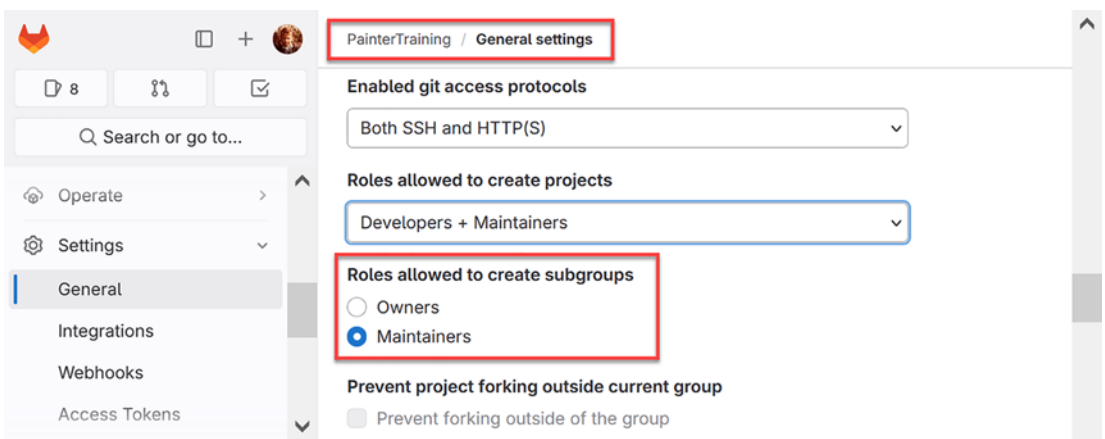 PainterTraining / General settings
8
Search or go to...
Operate
Settings
General
Integrations
Webhooks
Access Tokens
Enabled git access protocols
Both SSH and HTTP(S)
Roles allowed to create projects
Developers + Maintainers
Roles allowed to create subgroups
Owners
Maintainers
Prevent project forking outside current group
Prevent forking outside of the group